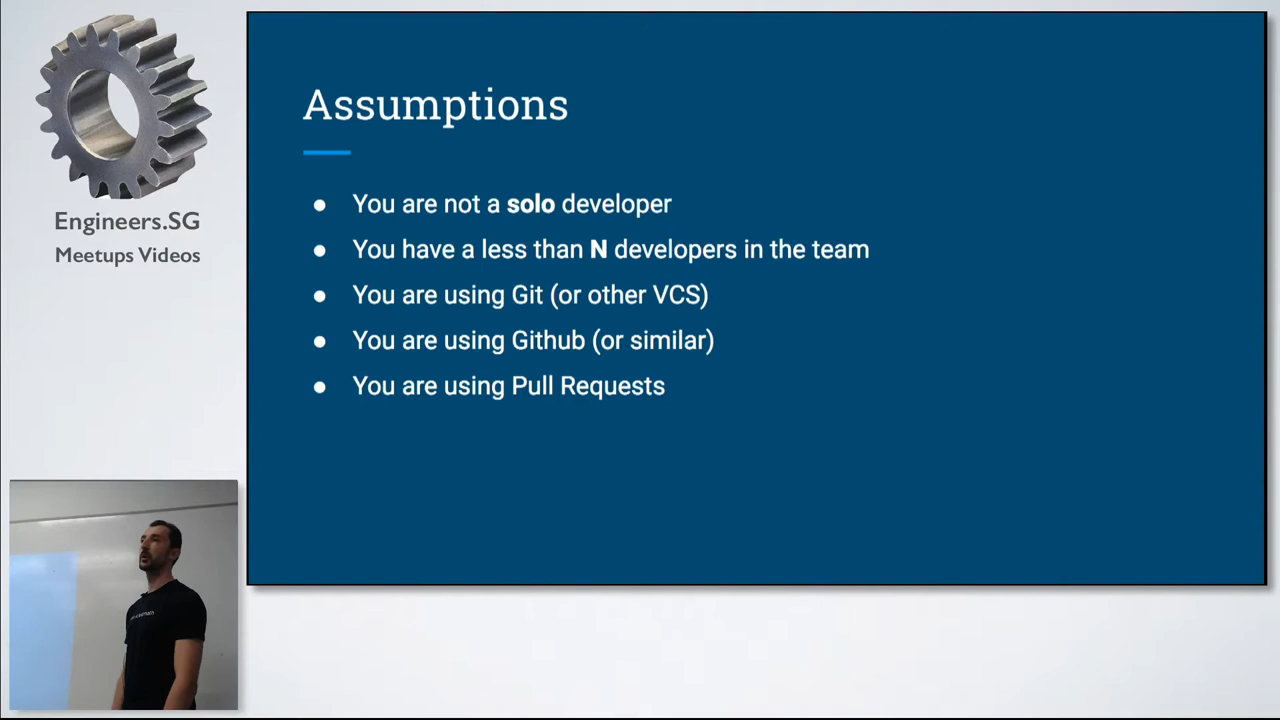 Engineers.SG
Meetups Videos
Assumptions
● You are not a solo developer
● You have a less than N developers in the team
● You are using Git (or other VCS)
● You are using Github (or similar)
● You are using Pull Requests